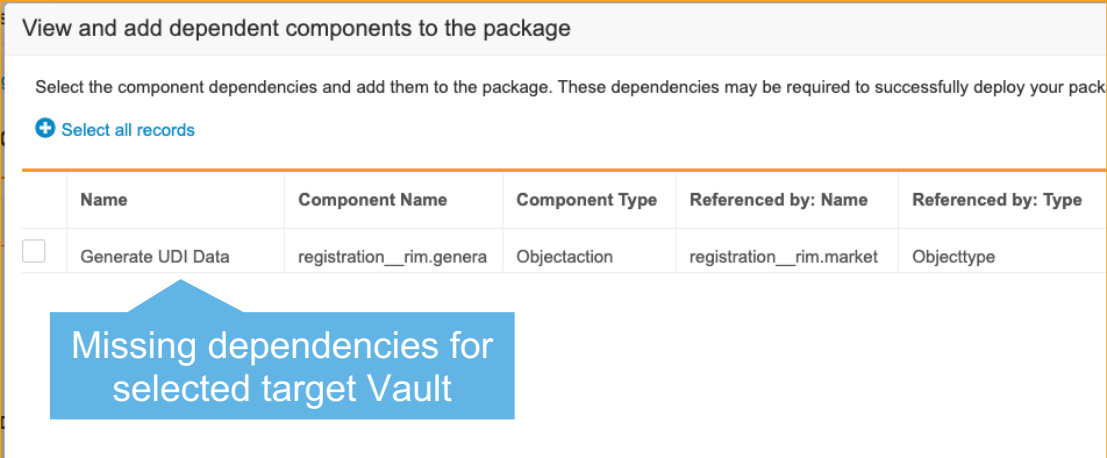 View and add dependent components to the package
Select the component dependencies and add them to the package. These dependencies may be required to successfully deploy your pack
Select all records
Name Component Name Component Type Referenced by: Name Referenced by: Type
Generate UDI Data registration__rim.genera Objectaction registration__rim.market Objecttype
Missing dependencies for
selected target Vault